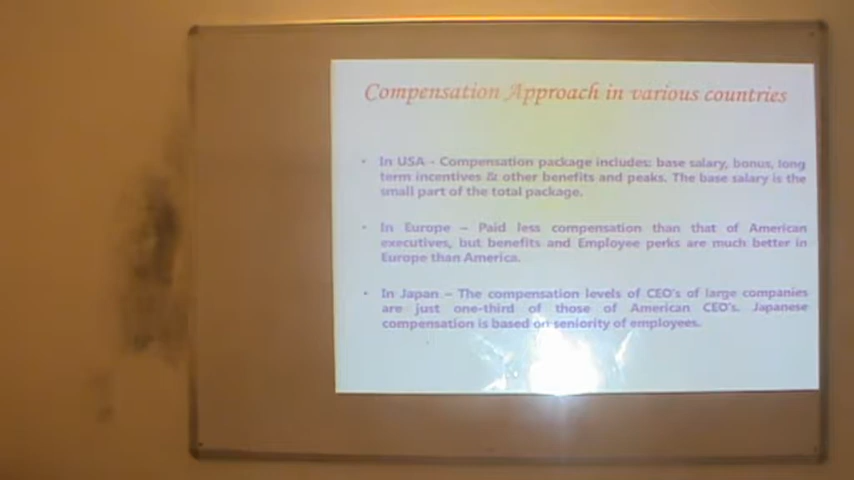 Compensation Approach in various countries
• In USA - Compensation package includes: base salary, bonus, long
term incentives & other benefits and peaks. The base salary is the
small part of the total package.
• In Europe – Paid less compensation than that of American
executives, but benefits and Employee perks are much better in
Europe than America.
• In Japan – The compensation levels of CEO's of large companies
are just one-third of those of American CEO's. Japanese
compensation is based on seniority of employees.